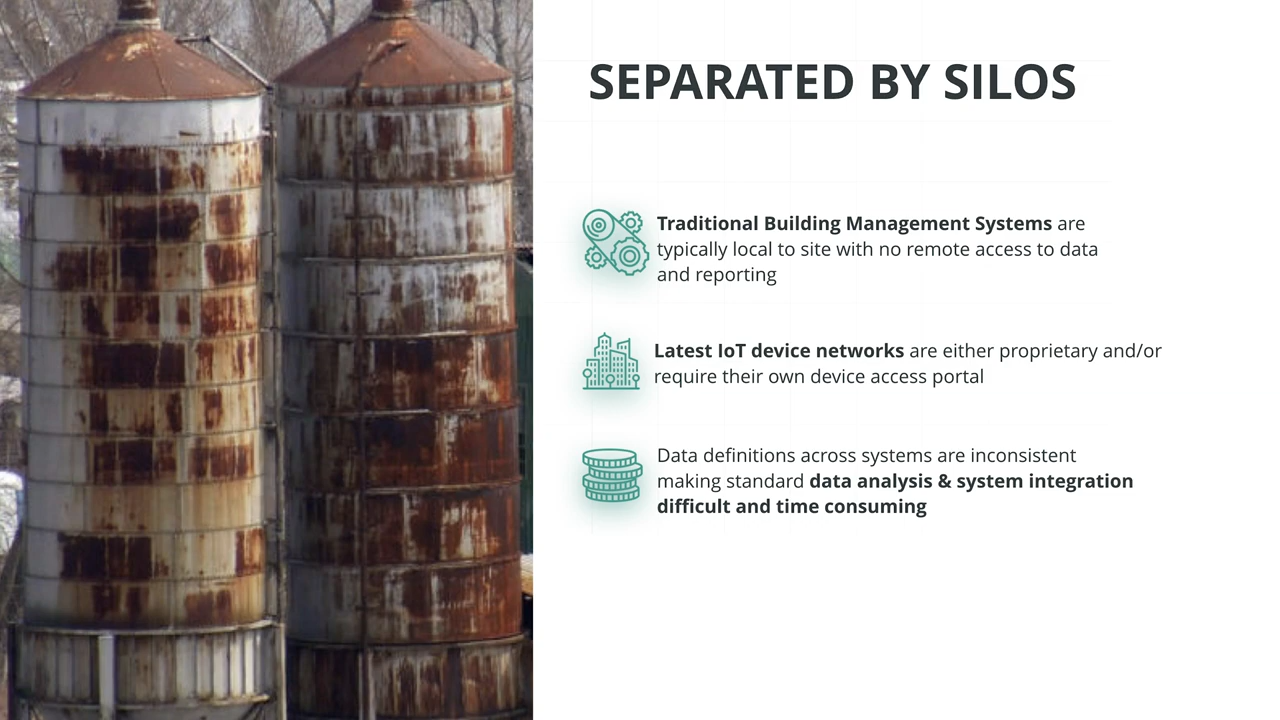 SEPARATED BY SILOS
Traditional Building Management Systems are
typically local to site with no remote access to data
and reporting
Latest IoT device networks are either proprietary and/or
require their own device access portal
Data definitions across systems are inconsistent
making standard data analysis & system integration
difficult and time consuming